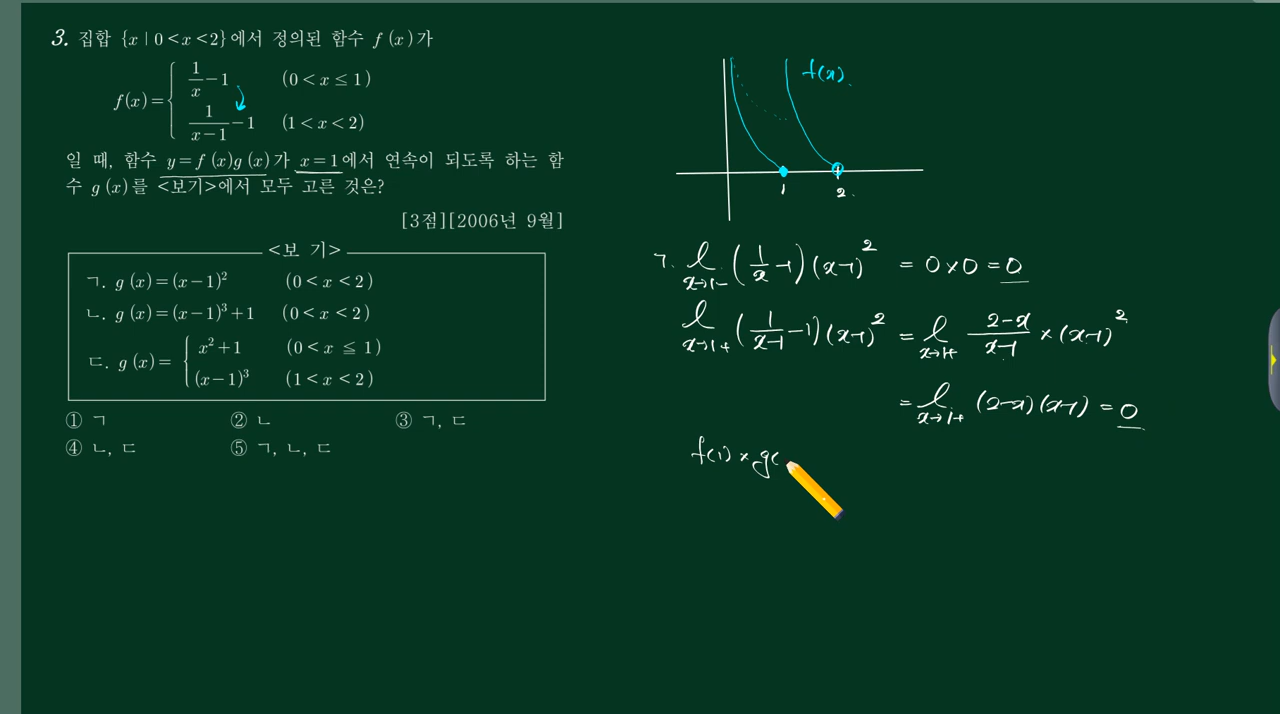 3. 집합 {x | 0<x<2}에서 정의된 함수 f(x)가
f(x)= { 1/x −1 (0<x≤1)
1/(x−1) −1 (1<x<2)
일 때, 함수 y=f(x)g(x)가 x=1에서 연속이 되도록 하는 함
수 g(x)를 <보기>에서 모두 고른 것은?
[3점][2006년 9월]
<보 기>
ㄱ. g(x)=(x−1)² (0<x<2)
ㄴ. g(x)=(x−1)³+1 (0<x<2)
ㄷ. g(x)= { x²+1 (0<x≦1)
(x−1)³ (1<x<2)
① ㄱ ② ㄴ ③ ㄱ, ㄷ
④ ㄴ, ㄷ ⑤ ㄱ, ㄴ, ㄷ
f(x)
1 2
ㄱ. l x→1− (1/x −1)(x−1)² = 0×0 = 0
l x→1+ (1/(x−1) −1)(x−1)² = l x→1+ (2−x)/(x−1) × (x−1)²
= l x→1+ (2−x)(x−1) = 0
f(1) × g(